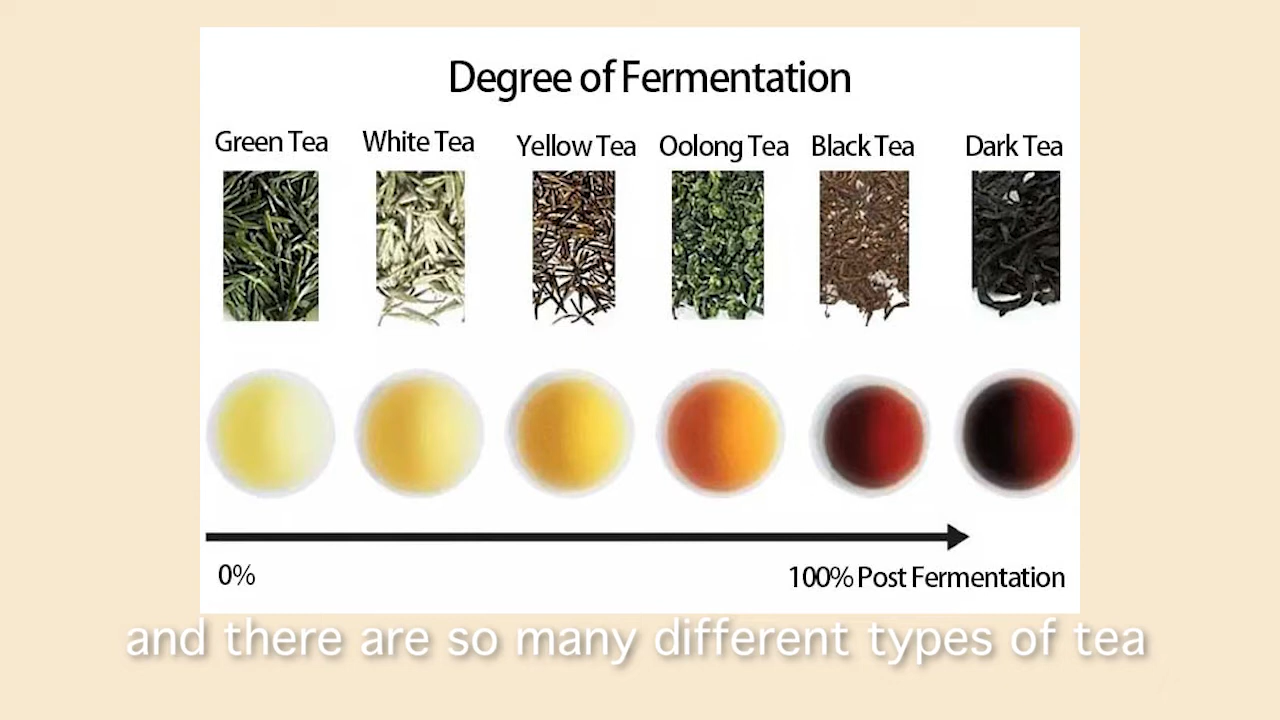 Degree of Fermentation
Green Tea White Tea Yellow Tea Oolong Tea Black Tea Dark Tea
0% 100% Post Fermentation
and there are so many different types of tea